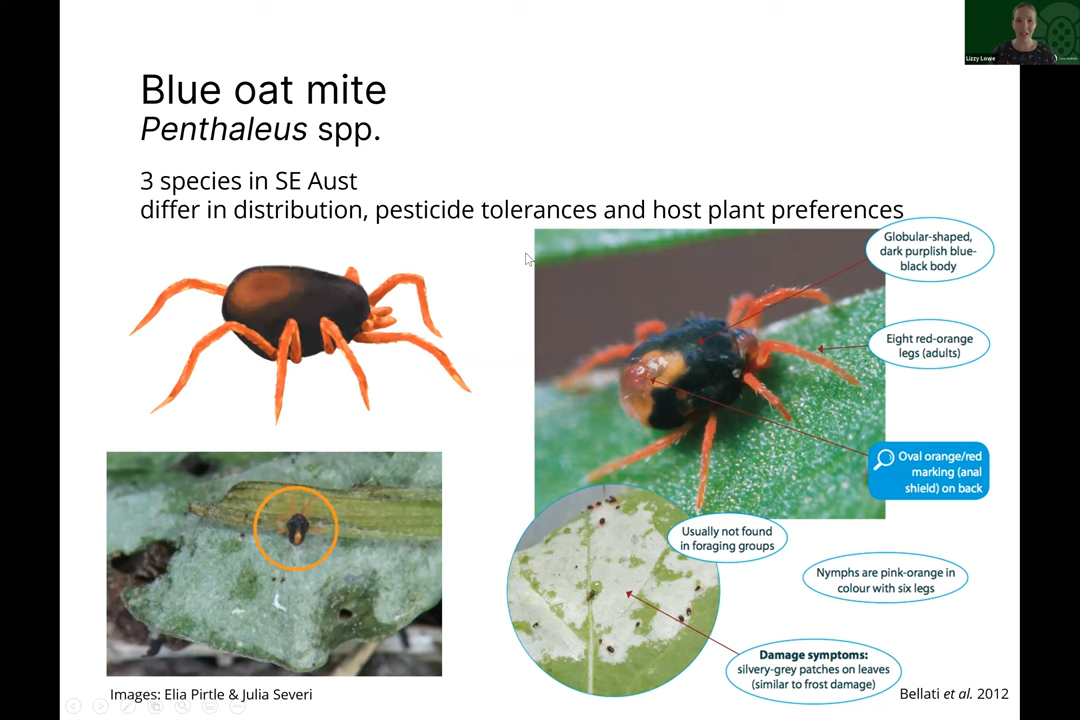 Lizzy Lowe
Blue oat mite
Penthaleus spp.
3 species in SE Aust
differ in distribution, pesticide tolerances and host plant preferences
Globular-shaped,
dark purplish blue-
black body
Eight red-orange
legs (adults)
Oval orange/red
marking (anal
shield) on back
Usually not found
in foraging groups
Nymphs are pink-orange in
colour with six legs
Damage symptoms:
silvery-grey patches on leaves
(similar to frost damage)
Images: Elia Pirtle & Julia Severi
Bellati et al. 2012